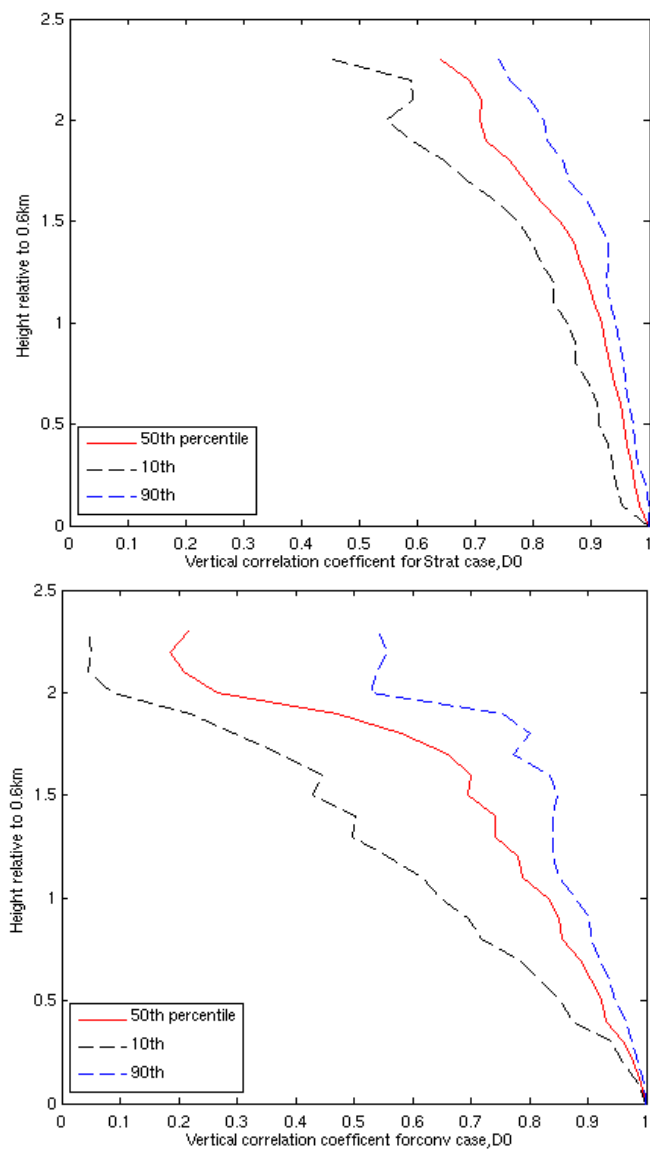 2.5
2
1.5
1
0.5
0
Height relative to 0.6km
50th percentile
10th
90th
0 0.1 0.2 0.3 0.4 0.5 0.6 0.7 0.8 0.9 1
Vertical correlation coefficent forStrat case,D0
2.5
2
1.5
1
0.5
0
Height relative to 0.6km
50th percentile
10th
90th
0 0.1 0.2 0.3 0.4 0.5 0.6 0.7 0.8 0.9 1
Vertical correlation coefficent forconv case,D0